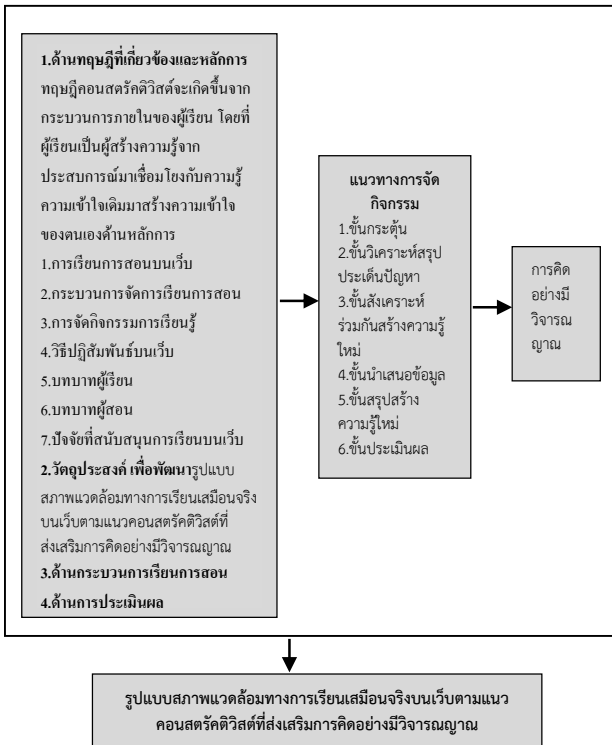 1.ด้านทฤษฎีที่เกี่ยวข้องและหลักการ
ทฤษฎีคอนสตรัคติวิสต์จะเกิดขึ้นจาก
กระบวนการภายในของผู้เรียน โดยที่
ผู้เรียนเป็นผู้สร้างความรู้จาก
ประสบการณ์มาเชื่อมโยงกับความรู้
ความเข้าใจเดิมมาสร้างความเข้าใจ
ของตนเองด้านหลักการ
1.การเรียนการสอนบนเว็บ
2.กระบวนการจัดการเรียนการสอน
3.การจัดกิจกรรมการเรียนรู้
4.วิธีปฏิสัมพันธ์บนเว็บ
5.บทบาทผู้เรียน
6.บทบาทผู้สอน
7.ปัจจัยที่สนับสนุนการเรียนบนเว็บ
2.วัตถุประสงค์ เพื่อพัฒนารูปแบบ
สภาพแวดล้อมทางการเรียนเสมือนจริง
บนเว็บตามแนวคอนสตรัคติวิสต์ที่
ส่งเสริมการคิดอย่างมีวิจารณญาณ
3.ด้านกระบวนการเรียนการสอน
4.ด้านการประเมินผล
แนวทางการจัด
กิจกรรม
1.ขั้นกระตุ้น
2.ขั้นวิเคราะห์สรุป
ประเด็นปัญหา
3.ขั้นสังเคราะห์
ร่วมกันสร้างความรู้
ใหม่
4.ขั้นนำเสนอข้อมูล
5.ขั้นสรุปสร้าง
ความรู้ใหม่
6.ขั้นประเมินผล
การคิด
อย่างมี
วิจารณ
ญาณ
รูปแบบสภาพแวดล้อมทางการเรียนเสมือนจริงบนเว็บตามแนว
คอนสตรัคติวิสต์ที่ส่งเสริมการคิดอย่างมีวิจารณญาณ